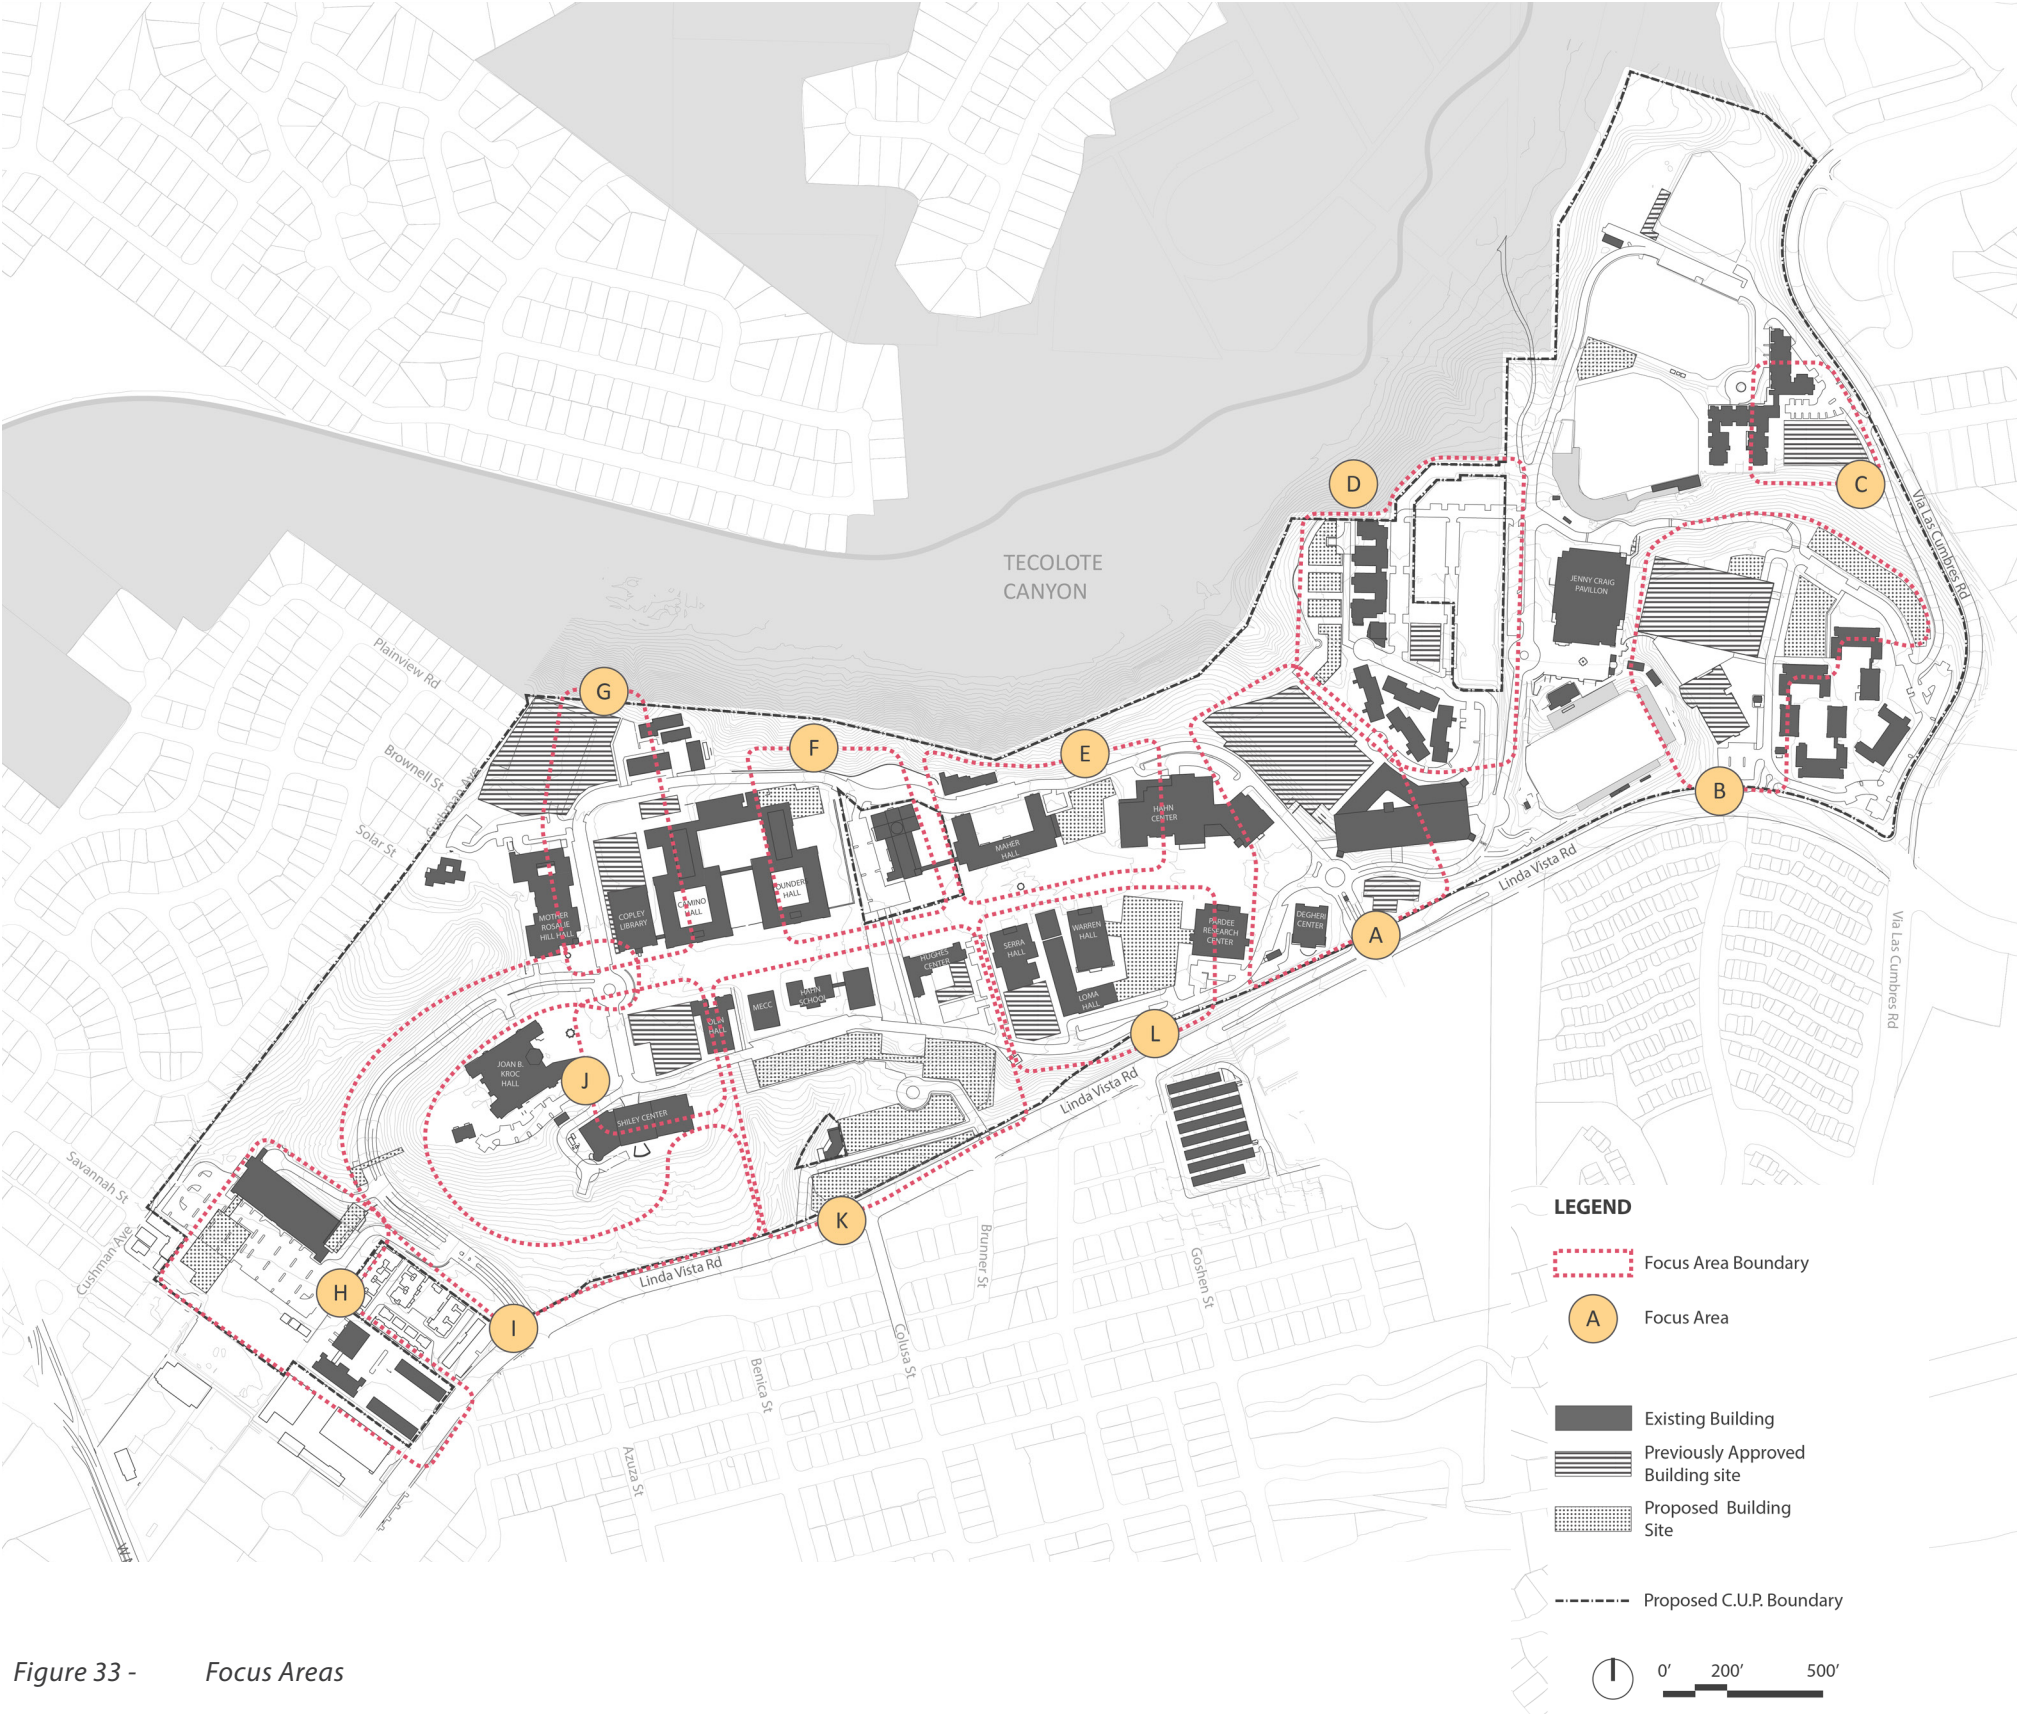 TECOLOTE
CANYON
Plainview Rd
Brownell St
Cushman Ave
Solar St
Savannah St
Cushman Ave
Via Las Cumbres Rd
Via Las Cumbres Rd
Linda Vista Rd
Linda Vista Rd
Linda Vista Rd
Brunner St
Goshen St
Colusa St
Benica St
Azuza St
C
D
G
F
E
B
A
L
J
K
H
I
JENNY CRAIG
PAVILLON
HAHN
CENTER
MAHER
HALL
HALL
CAMINO
HALL
COPLEY
LIBRARY
MOTHER
ROSALIE
HILL HALL
DEGHERI
CENTER
PARDEE
RESEARCH
CENTER
WARREN
HALL
SERRA
HALL
HUGHES
CENTER
LOMA
HALL
HAHN
SCHOOL
MECC
OLIN
HALL
JOAN B.
KROC
HALL
SHILEY CENTER
LEGEND
Focus Area Boundary
A
Focus Area
Existing Building
Previously Approved
Building site
Proposed Building
Site
Proposed C.U.P. Boundary
0’ 200’ 500’
Figure 33 - Focus Areas